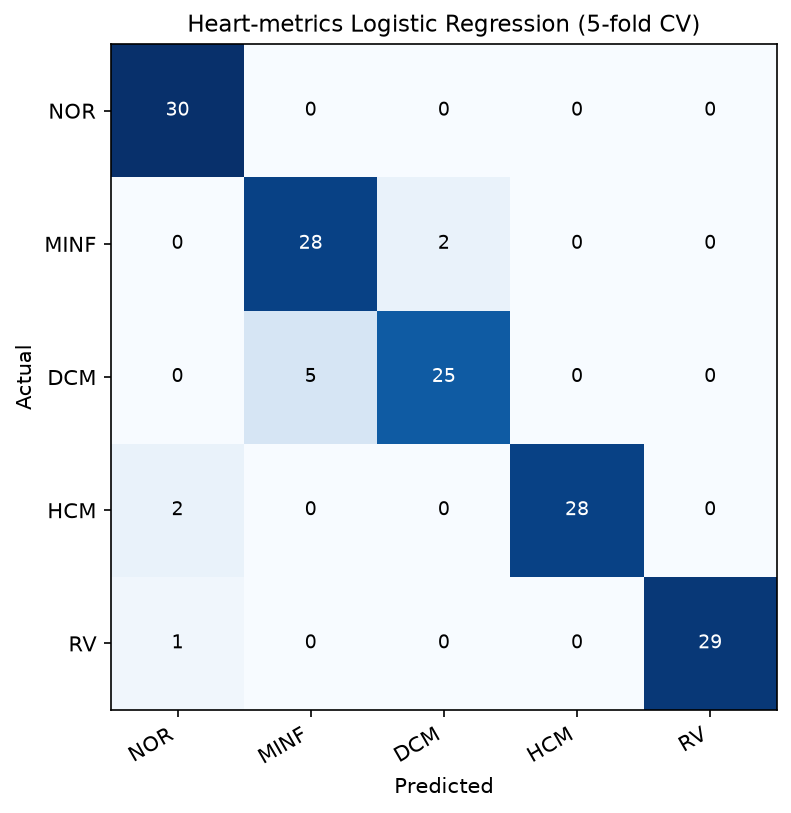 Heart-metrics Logistic Regression (5-fold CV)
NOR 30 0 0 0 0
MINF 0 28 2 0 0
DCM 0 5 25 0 0
HCM 2 0 0 28 0
RV 1 0 0 0 29
Actual
NOR MINF DCM HCM RV
Predicted